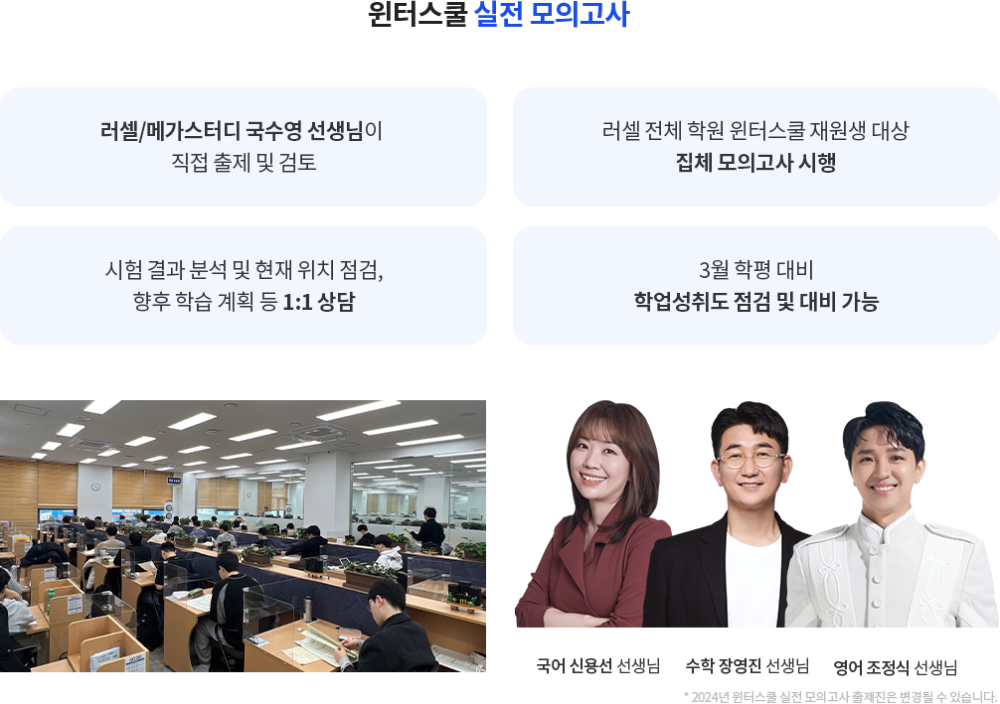 윈터스쿨 실전 모의고사
러셀/메가스터디 국수영 선생님이
직접 출제 및 검토
러셀 전체 학원 윈터스쿨 재원생 대상
집체 모의고사 시행
시험 결과 분석 및 현재 위치 점검,
향후 학습 계획 등 1:1 상담
3월 학평 대비
학업성취도 점검 및 대비 가능
국어 신용선 선생님
수학 장영진 선생님
영어 조정식 선생님
* 2024년 윈터스쿨 실전 모의고사 출제진은 변경될 수 있습니다.